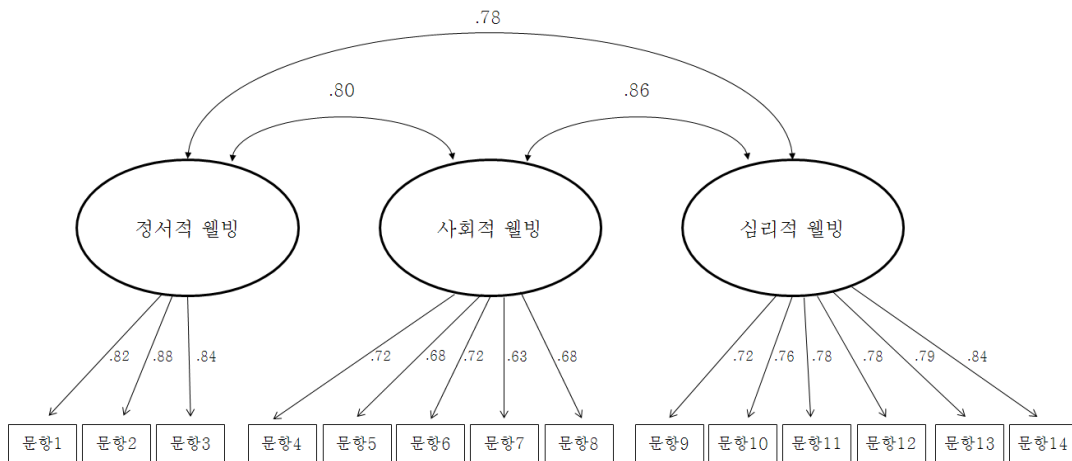 .78
.80 .86
정서적 웰빙 사회적 웰빙 심리적 웰빙
.82 .88 .84 .72 .68 .72 .63 .68 .72 .76 .78 .78 .79 .84
문항1 문항2 문항3 문항4 문항5 문항6 문항7 문항8 문항9 문항10 문항11 문항12 문항13 문항14